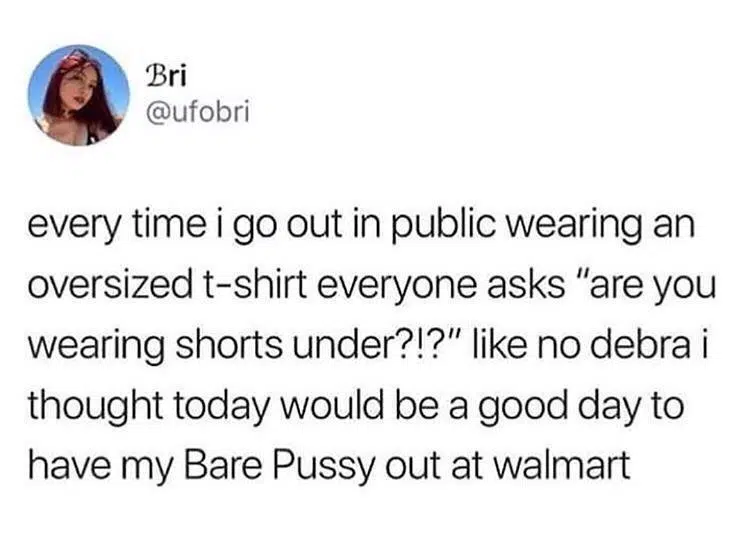 Bri
@ufobri
every time i go out in public wearing an
oversized t-shirt everyone asks "are you
wearing shorts under?!?" like no debra i
thought today would be a good day to
have my Bare Pussy out at walmart